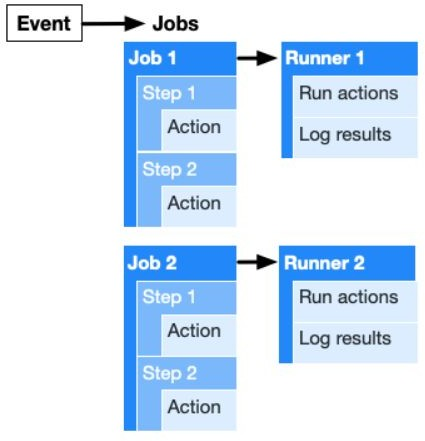 Event
Jobs
Job 1
Step 1
Action
Step 2
Action
Runner 1
Run actions
Log results
Job 2
Step 1
Action
Step 2
Action
Runner 2
Run actions
Log results